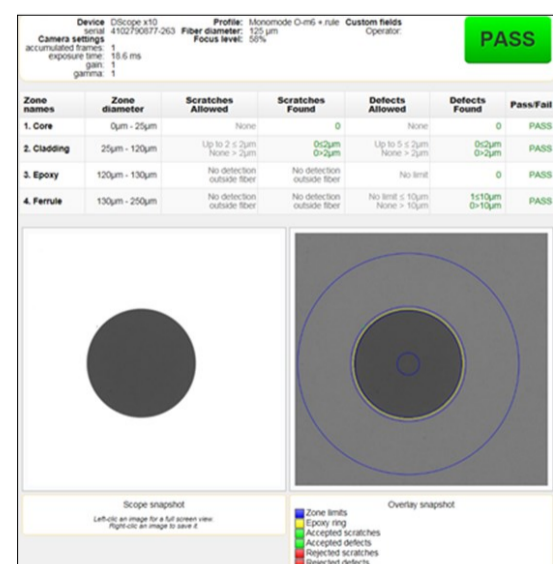 Device DScope x10 Profile: Monomode O-m6 +.rule Custom fields
serial 4102790877-263 Fiber diameter: 125 µm Operator:
Camera settings Focus level: 56%
accumulated frames: 1
exposure time: 18.6 ms
gain: 1
gamma: 1
PASS
Zone names Zone diameter Scratches Allowed Scratches Found Defects Allowed Defects Found Pass/Fail
1. Core 0µm - 25µm None 0 None 0 PASS
2. Cladding 25µm - 120µm Up to 2 ≤ 2µm 0≤2µm Up to 5 ≤ 2µm 0≤2µm PASS
None > 2µm 0>2µm None > 2µm 0>2µm
3. Epoxy 120µm - 130µm No detection outside fiber No detection outside fiber No limit 0 PASS
4. Ferrule 130µm - 250µm No detection outside fiber No detection outside fiber No limit ≤ 10µm 1≤10µm PASS
None > 10µm 0>10µm
Scope snapshot
Left-clic an image for a full screen view.
Right-clic an image to save it.
Overlay snapshot
Zone limits
Epoxy ring
Accepted scratches
Accepted defects
Rejected scratches
Rejected defects